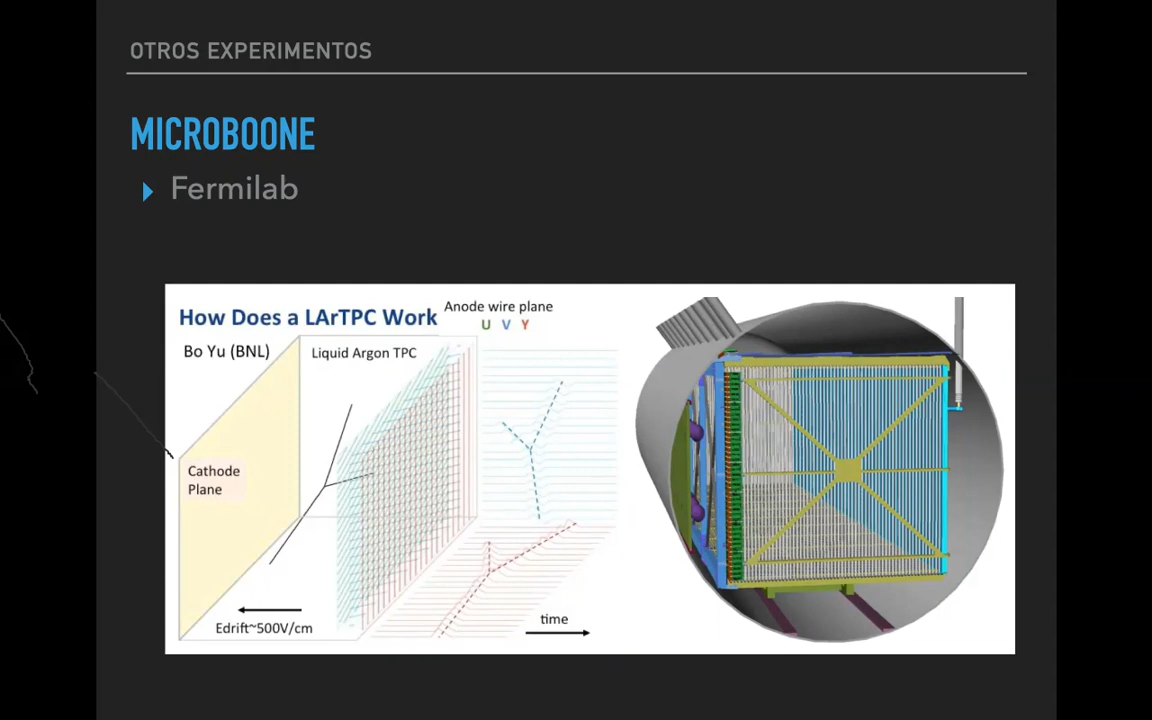 OTROS EXPERIMENTOS
MICROBOONE
Fermilab
How Does a LArTPC Work
Bo Yu (BNL)
Anode wire plane
U V Y
Liquid Argon TPC
Cathode
Plane
Edrift~500V/cm
time